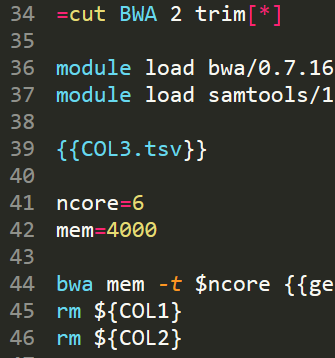 34 =cut BWA 2 trim[*]
35
36 module load bwa/0.7.16
37 module load samtools/1
38
39 {{COL3.tsv}}
40
41 ncore=6
42 mem=4000
43
44 bwa mem -t $ncore {{ge
45 rm ${COL1}
46 rm ${COL2}